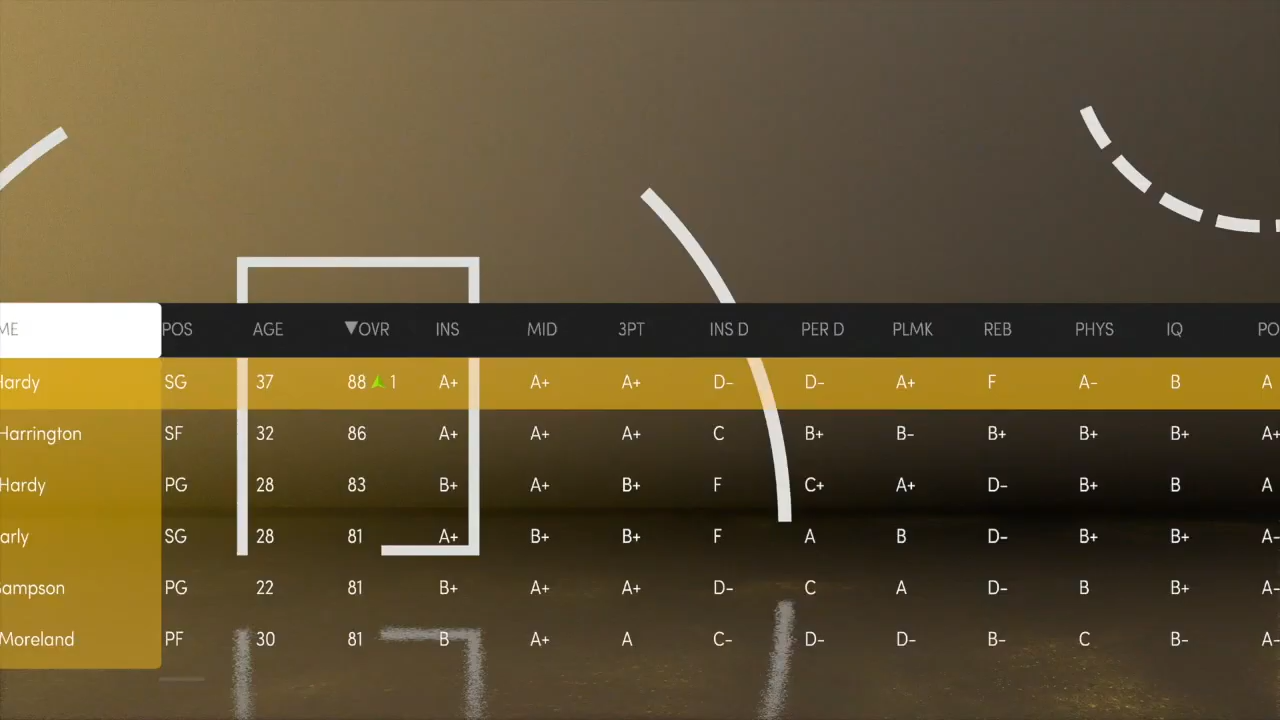 ME POS AGE ▼OVR INS MID 3PT INS D PER D PLMK REB PHYS IQ PO
Hardy SG 37 88 1 A+ A+ A+ D- D- A+ F A- B A
Harrington SF 32 86 A+ A+ A+ C B+ B- B+ B+ B+ A+
Hardy PG 28 83 B+ A+ B+ F C+ A+ D- B+ B A
arly SG 28 81 A+ B+ B+ F A B D- B+ B+ A-
Sampson PG 22 81 B+ A+ A+ D- C A D- B B+ A-
Moreland PF 30 81 B A+ A C- D- D- B- C B- A-